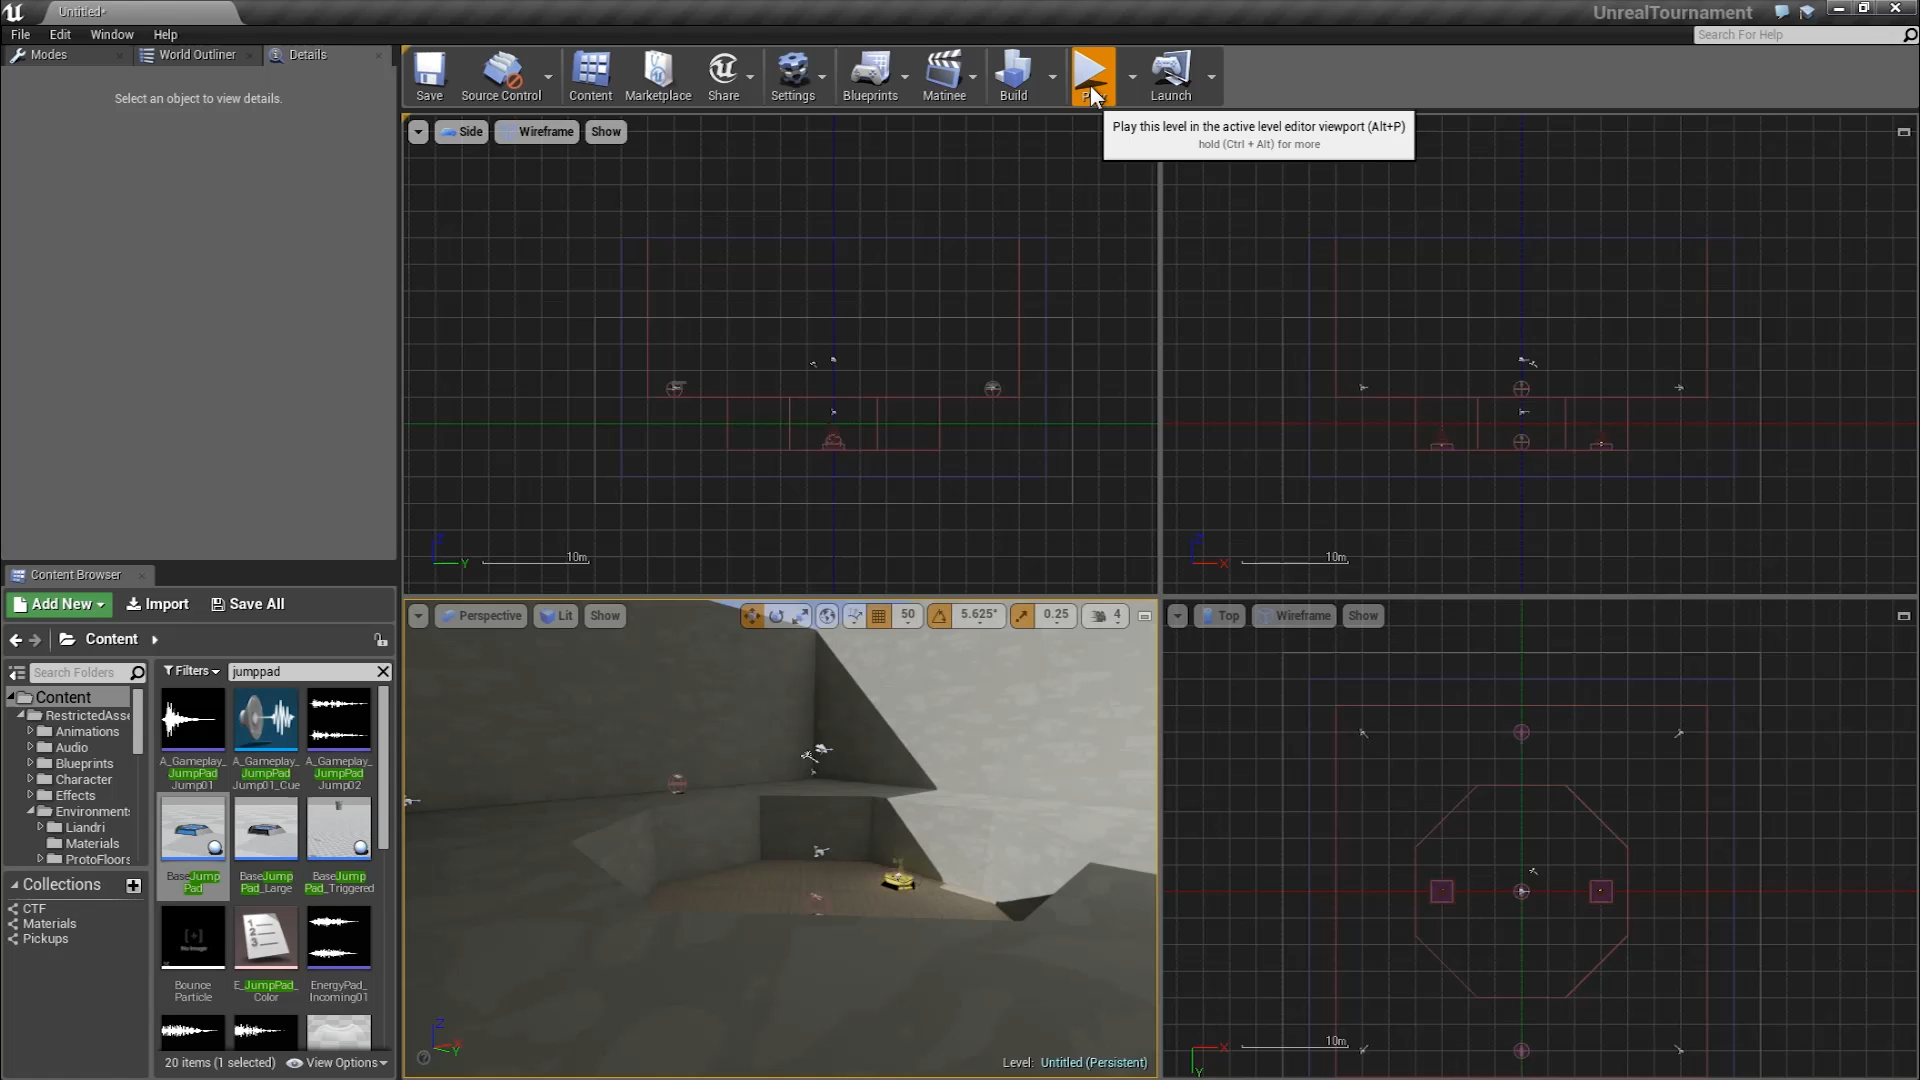 Untitled*
UnrealTournament
File Edit Window Help
Search For Help
Modes World Outliner Details
Select an object to view details.
Save Source Control Content Marketplace Share Settings Blueprints Matinee Build Launch
Play this level in the active level editor viewport (Alt+P)
hold (Ctrl + Alt) for more
Side Wireframe Show
Z
Y
10m
Z
X
10m
Content Browser
Add New Import Save All
Content
Search Folders
Filters jumppad
Content
RestrictedAsse
Animations
Audio
Blueprints
Character
Effects
Environments
Liandri
Materials
ProtoFloors
Collections
CTF
Materials
Pickups
A_Gameplay_
JumpPad
Jump01
A_Gameplay_
JumpPad
Jump01_Cue
A_Gameplay_
JumpPad
Jump02
BaseJump
Pad
BaseJump
Pad_Large
BaseJump
Pad_Triggered
Bounce
Particle
E_JumpPad_
Color
EnergyPad_
Incoming01
20 items (1 selected) View Options
Perspective Lit Show 50 5.625° 0.25 4
Z
X
Y
Level: Untitled (Persistent)
Top Wireframe Show
X
Y
10m